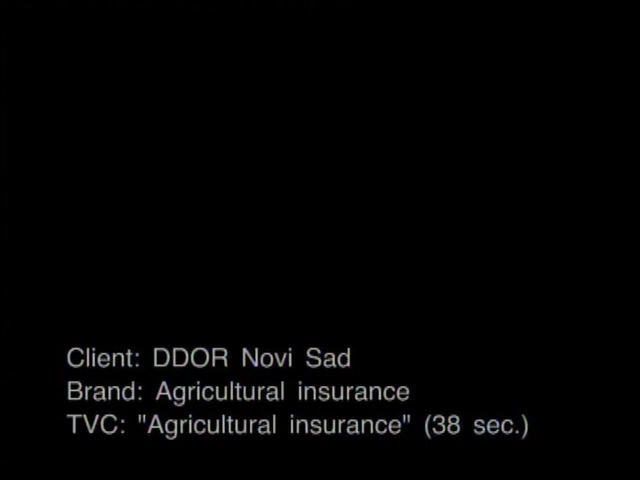 Client: DDOR Novi Sad
Brand: Agricultural insurance
TVC: "Agricultural insurance" (38 sec.)